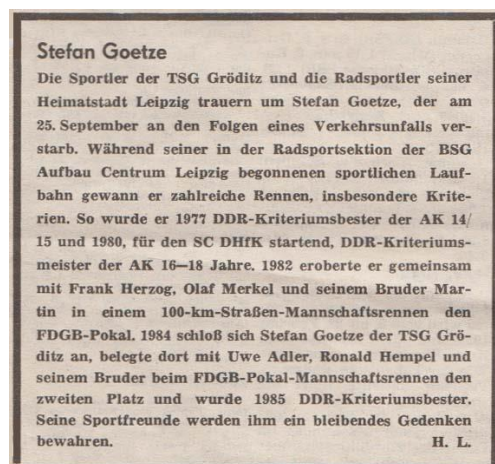 Stefan Goetze
Die Sportler der TSG Gröditz und die Radsportler seiner
Heimatstadt Leipzig trauern um Stefan Goetze, der am
25. September an den Folgen eines Verkehrsunfalls ver-
starb. Während seiner in der Radsportsektion der BSG
Aufbau Centrum Leipzig begonnenen sportlichen Lauf-
bahn gewann er zahlreiche Rennen, insbesondere Krite-
rien. So wurde er 1977 DDR-Kriteriumsbester der AK 14/
15 und 1980, für den SC DHfK startend, DDR-Kriteriums-
meister der AK 16—18 Jahre. 1982 eroberte er gemeinsam
mit Frank Herzog, Olaf Merkel und seinem Bruder Mar-
tin in einem 100-km-Straßen-Mannschaftsrennen den
FDGB-Pokal. 1984 schloß sich Stefan Goetze der TSG Grö-
ditz an, belegte dort mit Uwe Adler, Ronald Hempel und
seinem Bruder beim FDGB-Pokal-Mannschaftsrennen den
zweiten Platz und wurde 1985 DDR-Kriteriumsbester.
Seine Sportfreunde werden ihm ein bleibendes Gedenken
bewahren. H. L.